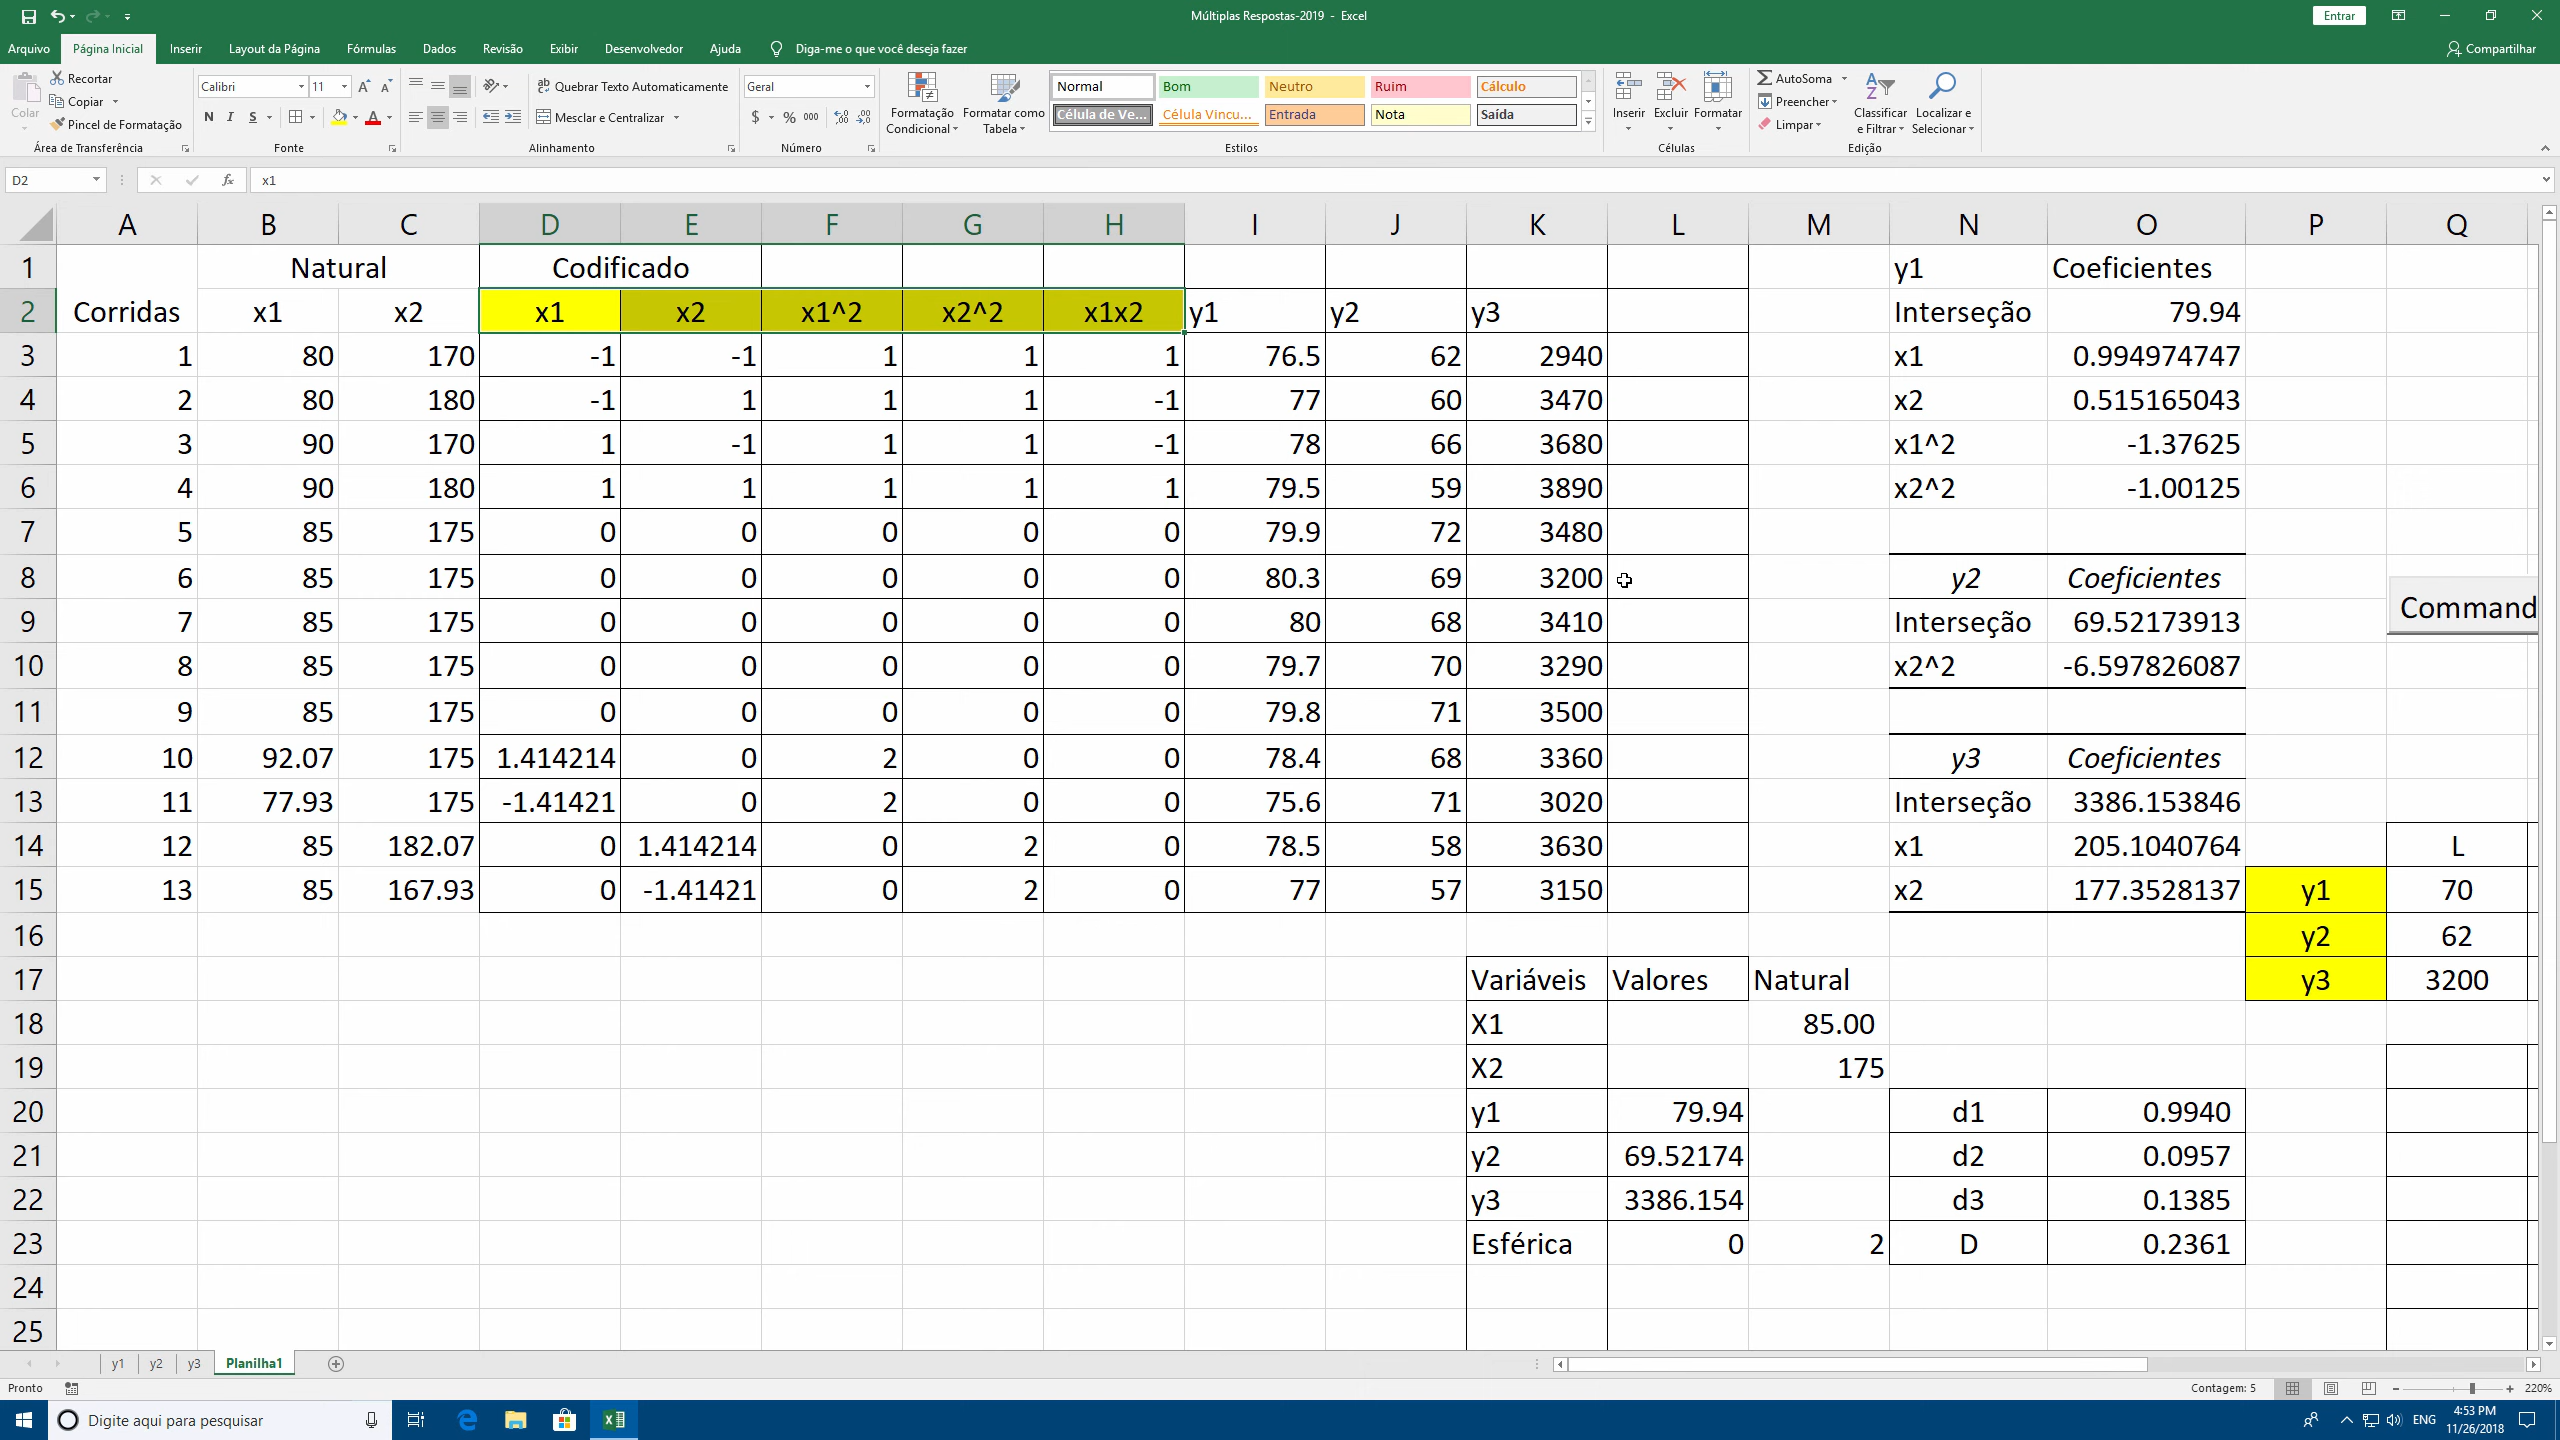 Múltiplas Respostas-2019 - Excel
Entrar
Arquivo Página Inicial Inserir Layout da Página Fórmulas Dados Revisão Exibir Desenvolvedor Ajuda Diga-me o que você deseja fazer Compartilhar
Colar Recortar Copiar Pincel de Formatação
Calibri 11
N I S
Quebrar Texto Automaticamente
Mesclar e Centralizar
Geral
$ % 000
Formatação Condicional
Formatar como Tabela
Normal Bom Neutro Ruim Cálculo
Célula de Ve... Célula Vincu... Entrada Nota Saída
Inserir Excluir Formatar
AutoSoma
Preencher
Limpar
Classificar e Filtrar
Localizar e Selecionar
Área de Transferência Fonte Alinhamento Número Estilos Células Edição
D2 fx x1
A B C D E F G H I J K L M N O P Q
1 Natural Codificado y1 Coeficientes
2 Corridas x1 x2 x1 x2 x1^2 x2^2 x1x2 y1 y2 y3 Interseção 79.94
3 1 80 170 -1 -1 1 1 1 76.5 62 2940 x1 0.994974747
4 2 80 180 -1 1 1 1 -1 77 60 3470 x2 0.515165043
5 3 90 170 1 -1 1 1 -1 78 66 3680 x1^2 -1.37625
6 4 90 180 1 1 1 1 1 79.5 59 3890 x2^2 -1.00125
7 5 85 175 0 0 0 0 0 79.9 72 3480
8 6 85 175 0 0 0 0 0 80.3 69 3200 y2 Coeficientes
9 7 85 175 0 0 0 0 0 80 68 3410 Interseção 69.52173913 Command
10 8 85 175 0 0 0 0 0 79.7 70 3290 x2^2 -6.597826087
11 9 85 175 0 0 0 0 0 79.8 71 3500
12 10 92.07 175 1.414214 0 2 0 0 78.4 68 3360 y3 Coeficientes
13 11 77.93 175 -1.41421 0 2 0 0 75.6 71 3020 Interseção 3386.153846
14 12 85 182.07 0 1.414214 0 2 0 78.5 58 3630 x1 205.1040764 L
15 13 85 167.93 0 -1.41421 0 2 0 77 57 3150 x2 177.3528137 y1 70
16 y2 62
17 Variáveis Valores Natural y3 3200
18 X1 85.00
19 X2 175
20 y1 79.94 d1 0.9940
21 y2 69.52174 d2 0.0957
22 y3 3386.154 d3 0.1385
23 Esférica 0 2 D 0.2361
24
25
y1 y2 y3 Planilha1
Pronto Contagem: 5 220%
Digite aqui para pesquisar
ENG
4:53 PM
11/26/2018